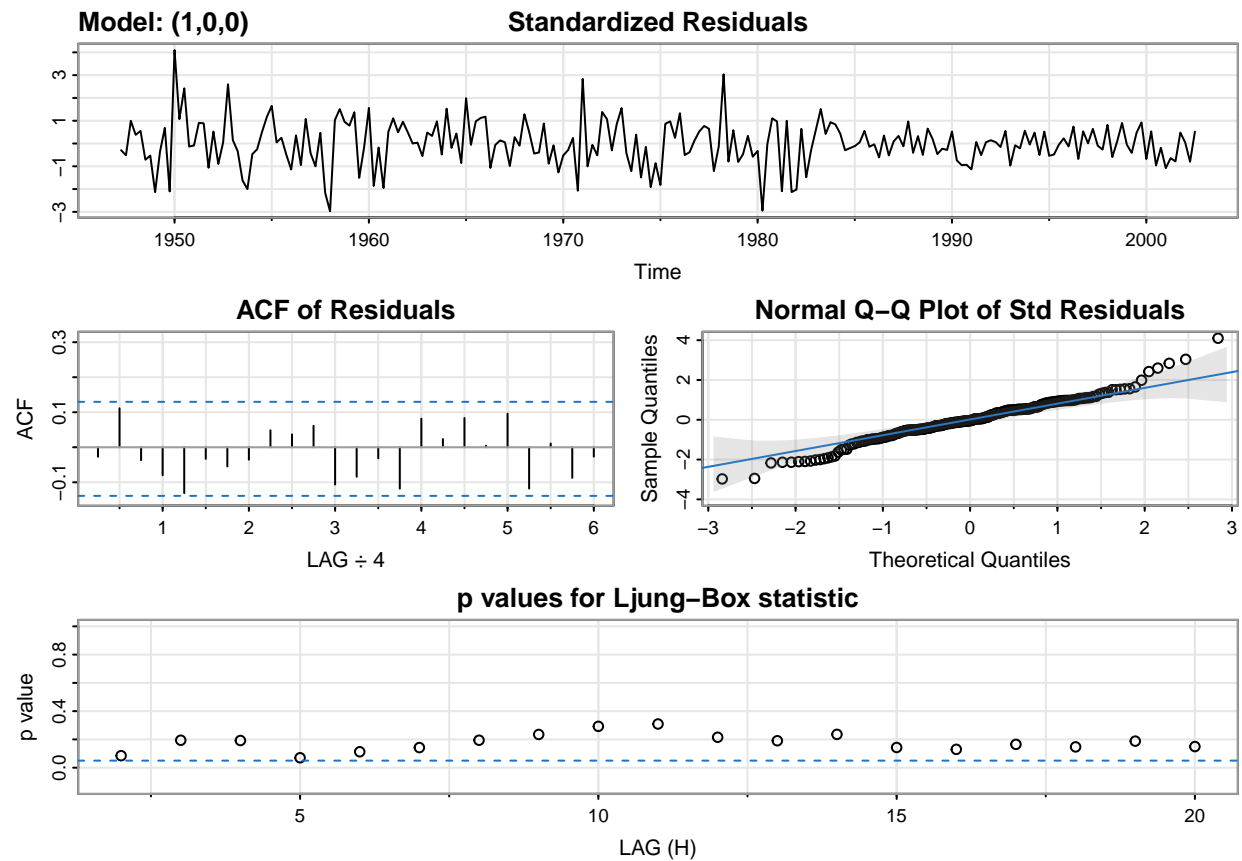 Model: (1,0,0) Standardized Residuals
3
1
−1
−3
1950 1960 1970 1980 1990 2000
Time
ACF of Residuals
0.3
0.1
−0.1
ACF
1 2 3 4 5 6
LAG ÷ 4
Normal Q−Q Plot of Std Residuals
4
2
0
−2
−4
Sample Quantiles
−3 −2 −1 0 1 2 3
Theoretical Quantiles
p values for Ljung−Box statistic
0.8
0.4
0.0
p value
5 10 15 20
LAG (H)